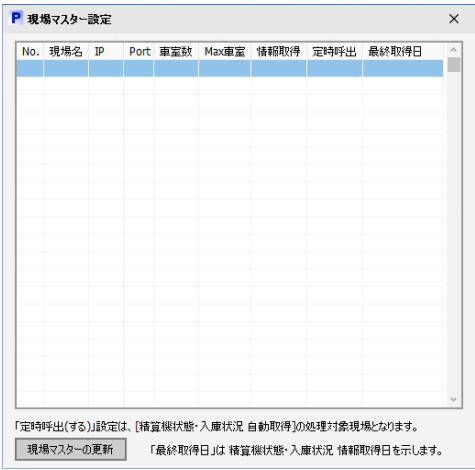 P 現場マスター設定
No. 現場名 IP Port 車室数 Max車室 情報取得 定時呼出 最終取得日
「定時呼出(する)」設定は、[精算機状態・入庫状況 自動取得]の処理対象現場となります。
現場マスターの更新 「最終取得日」は 精算機状態・入庫状況 情報取得日を示します。